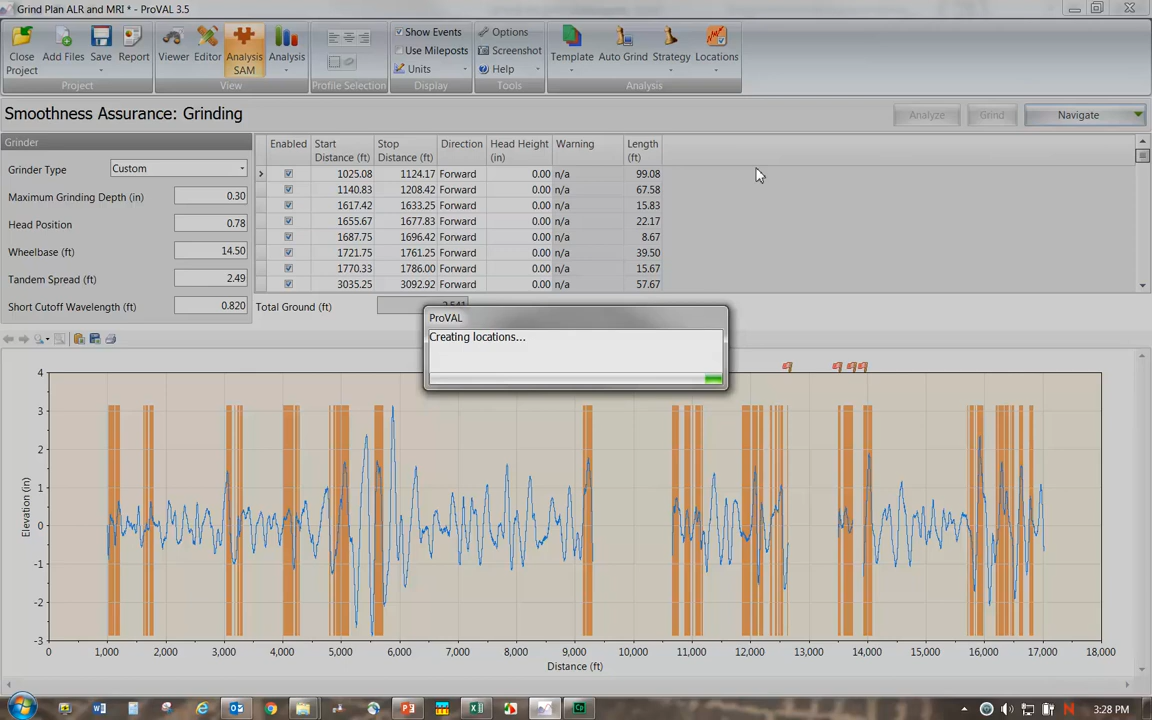 Grind Plan ALR and MRI * - ProVAL 3.5
Close Project
Add Files
Save
Report
Viewer
Editor
Analysis SAM
Analysis
Show Events
Use Mileposts
Units
Options
Screenshot
Help
Template
Auto Grind
Strategy
Locations
Project
View
Profile Selection
Display
Tools
Analysis
Smoothness Assurance: Grinding
Analyze
Grind
Navigate
Grinder
Grinder Type Custom
Maximum Grinding Depth (in) 0.30
Head Position 0.78
Wheelbase (ft) 14.50
Tandem Spread (ft) 2.49
Short Cutoff Wavelength (ft) 0.820
Enabled Start Distance (ft) Stop Distance (ft) Direction Head Height (in) Warning Length (ft)
1025.08 1124.17 Forward 0.00 n/a 99.08
1140.83 1208.42 Forward 0.00 n/a 67.58
1617.42 1633.25 Forward 0.00 n/a 15.83
1655.67 1677.83 Forward 0.00 n/a 22.17
1687.75 1696.42 Forward 0.00 n/a 8.67
1721.75 1761.25 Forward 0.00 n/a 39.50
1770.33 1786.00 Forward 0.00 n/a 15.67
3035.25 3092.92 Forward 0.00 n/a 57.67
Total Ground (ft)
ProVAL
Creating locations...
4
3
2
1
0
-1
-2
-3
Elevation (in)
0 1,000 2,000 3,000 4,000 5,000 6,000 7,000 8,000 9,000 10,000 11,000 12,000 13,000 14,000 15,000 16,000 17,000 18,000
Distance (ft)
3:28 PM